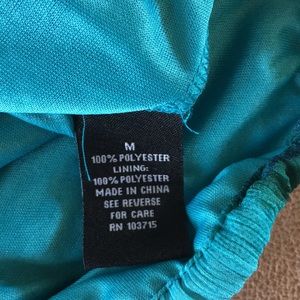 M
100% POLYESTER
LINING:
100% POLYESTER
MADE IN CHINA
SEE REVERSE
FOR CARE
RN 103715